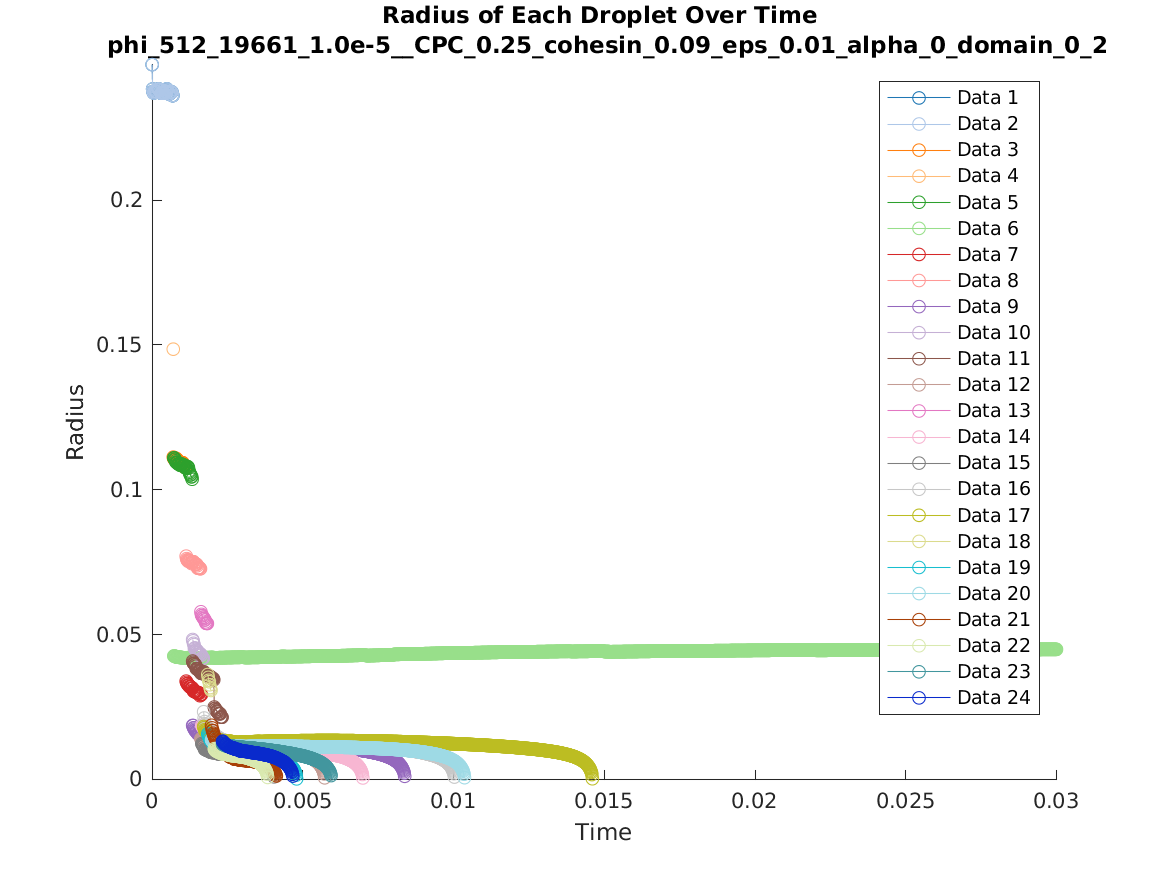 Radius of Each Droplet Over Time
phi_512_19661_1.0e-5__CPC_0.25_cohesin_0.09_eps_0.01_alpha_0_domain_0_2
Data 1
Data 2
Data 3
Data 4
Data 5
Data 6
Data 7
Data 8
Data 9
Data 10
Data 11
Data 12
Data 13
Data 14
Data 15
Data 16
Data 17
Data 18
Data 19
Data 20
Data 21
Data 22
Data 23
Data 24
0.2
0.15
0.1
0.05
0
Radius
0
0.005
0.01
0.015
0.02
0.025
0.03
Time